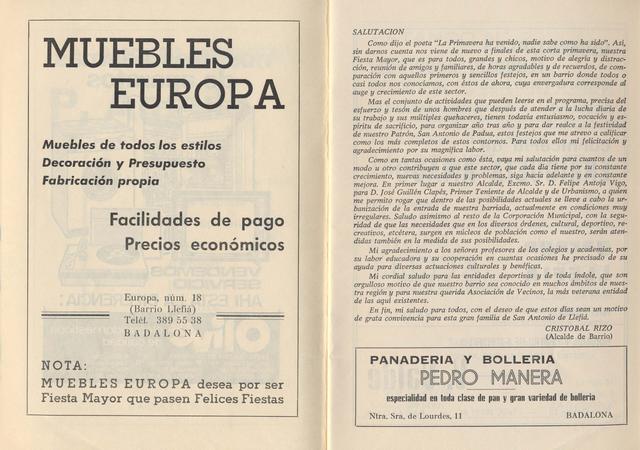 MUEBLES
EUROPA
Muebles de todos los estilos
Decoración y Presupuesto
Fabricación propia
Facilidades de pago
Precios económicos
Europa, núm. 18
(Barrio Llefiá)
Teléf. 389 55 38
BADALONA
NOTA:
MUEBLES EUROPA desea por ser
Fiesta Mayor que pasen Felices Fiestas
SALUTACION
Como dijo el poeta "La Primavera ha venido, nadie sabe como ha sido". Así,
sin darnos cuenta nos viene de nuevo a finales de esta corta primavera, nuestra
Fiesta Mayor, que es para todos, grandes y chicos, motivo de alegría y distrac-
ción, reunión de amigos y familiares, de horas agradables y de recuerdos, de com-
paración con aquellos primeros y sencillos festejos, en un barrio donde todos o
casi todos nos conocíamos, con éstos de ahora, cuya envergadura corresponde al
auge y crecimiento de este sector.
Mas el conjunto de actividades que pueden leerse en el programa, precisa del
esfuerzo y tesón de unos hombres que después de atender a la lucha diaria de
su trabajo y sus múltiples quehaceres, tienen todavía entusiasmo, vocación y es-
píritu de sacrificio, para organizar año tras año y para dar realce a la festividad
de nuestro Patrón, San Antonio de Padua, estos festejos que me atrevo a calificar
como los más completos de estos contornos. Para todos ellos mi felicitación y
agradecimiento por su magnífica labor.
Como en tantas ocasiones como ésta, vaya mi salutación para cuantos de un
modo u otro contribuyen a que este sector, que cada día tiene por su constante
crecimiento, nuevas necesidades y problemas, siga hacia adelante y en constante
mejora. En primer lugar a nuestro Alcalde, Excmo. Sr. D. Felipe Antoja Vigo,
para D. José Guillén Clapés, Primer Teniente de Alcalde y de Urbanismo, a quien
me permito rogar que dentro de las posibilidades actuales se lleve a cabo la ur-
banización de la entrada de nuestra barriada, actualmente en condiciones muy
irregulares. Saludo asimismo al resto de la Corporación Municipal, con la segu-
ridad de que las necesidades que en los diversos órdenes, cultural, deportivo, re-
creativo, etcétera, surgen en núcleos de población como el nuestro, serán aten-
didas también en la medida de sus posibilidades.
Mi agradecimiento a los señores profesores de los colegios y academias, por
su labor educadora y su cooperación en cuantas ocasiones he precisado de su
ayuda para diversas actuaciones culturales y benéficas.
Mi cordial saludo para las entidades deportivas y de toda índole, que son
orgulloso motivo de que nuestro barrio sea conocido en muchos ámbitos de nues-
tra región y para nuestra querida Asociación de Vecinos, la más veterana entidad
de las aquí existentes.
En fin, mi saludo para todos, con el deseo de que estos días sean un motivo
de grata convivencia para esta gran familia de San Antonio de Llefiá.
CRISTOBAL RIZO
(Alcalde de Barrio)
PANADERIA Y BOLLERIA
PEDRO MANERA
especialidad en toda clase de pan y gran variedad de bolleria
Ntra. Sra. de Lourdes, 11 BADALONA